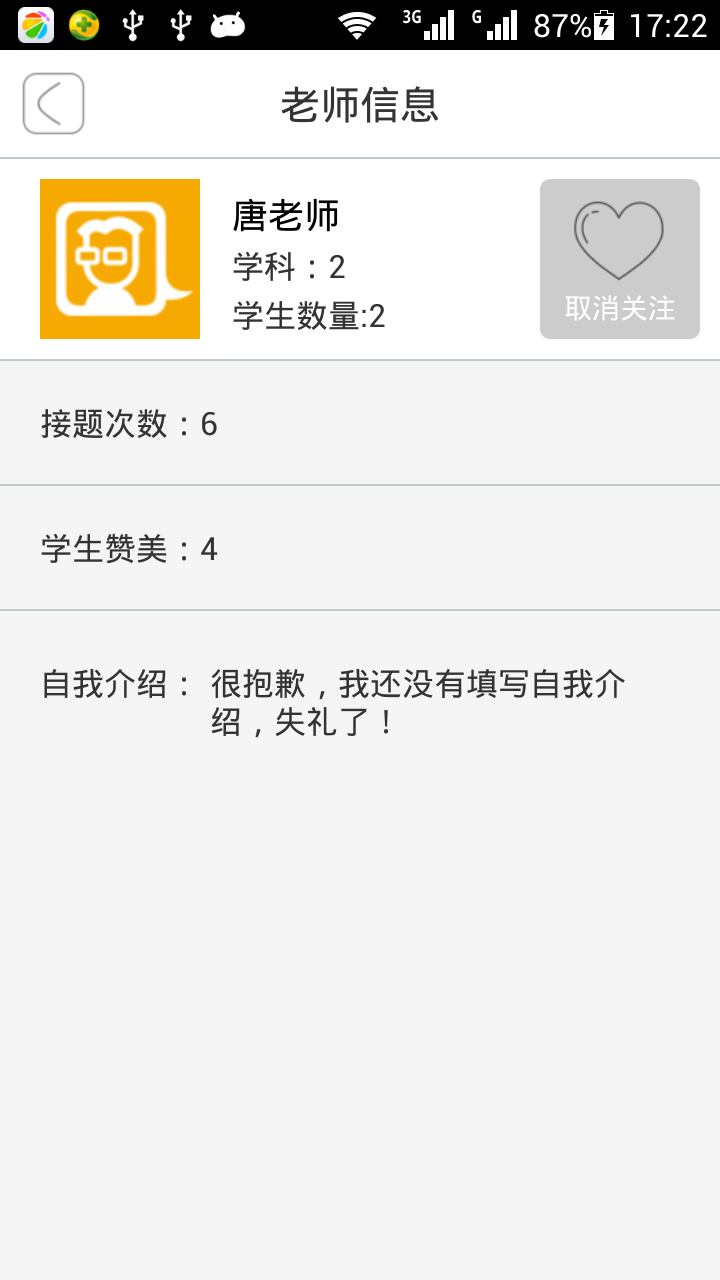 3G G 87% 17:22
老师信息
唐老师
学科：2
学生数量:2
取消关注
接题次数：6
学生赞美：4
自我介绍： 很抱歉，我还没有填写自我介
绍，失礼了！